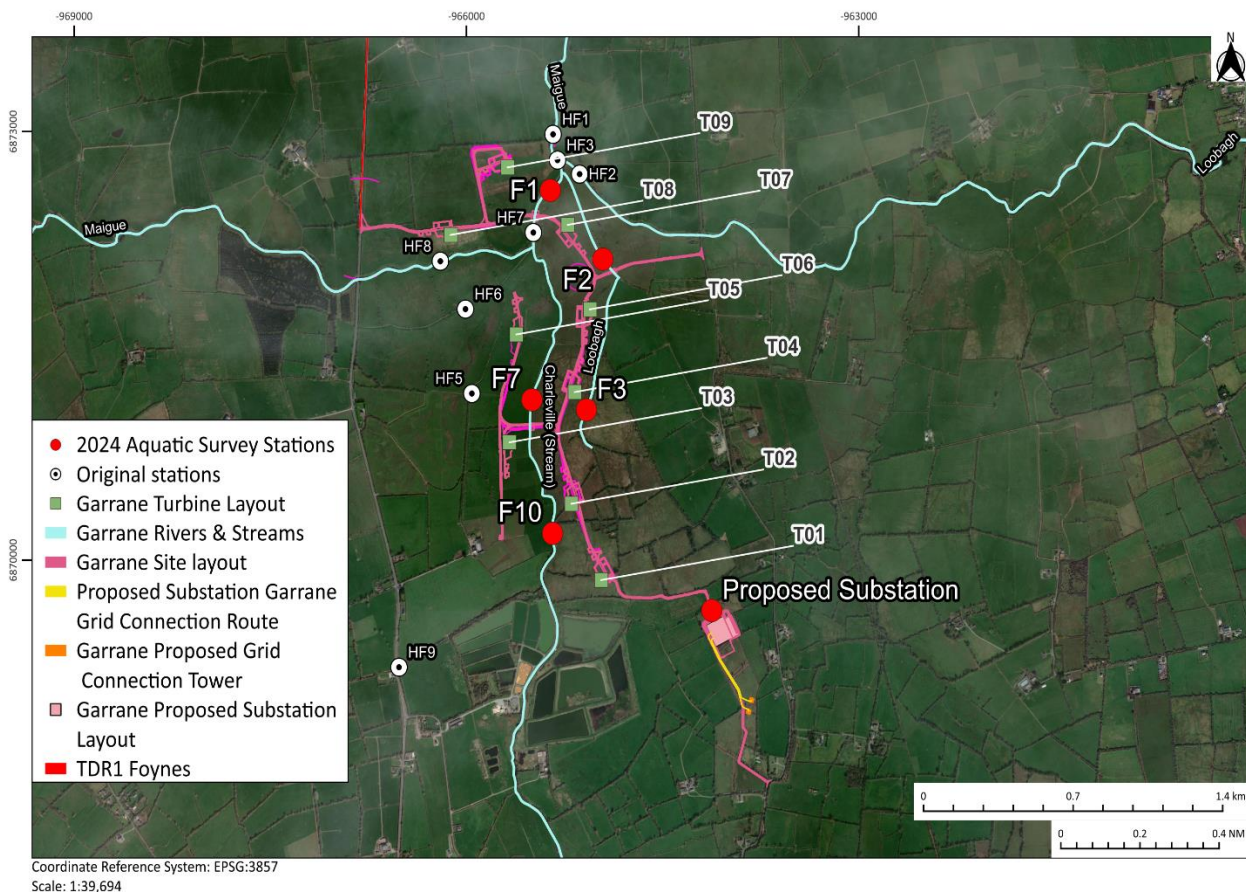 -969000
-966000
-963000
N
6873000
6870000
Maigue
HF1
HF3
HF2
T09
F1
T08
T07
Loobagh
Maigue
HF7
HF8
F2
T06
T05
HF6
Loobagh
T04
HF5
F7
F3
T03
Charleville (Stream)
T02
F10
T01
Proposed Substation
HF9
2024 Aquatic Survey Stations
Original stations
Garrane Turbine Layout
Garrane Rivers & Streams
Garrane Site layout
Proposed Substation Garrane
Grid Connection Route
Garrane Proposed Grid
Connection Tower
Garrane Proposed Substation
Layout
TDR1 Foynes
0 0.7 1.4 km
0 0.2 0.4 NM
Coordinate Reference System: EPSG:3857
Scale: 1:39,694